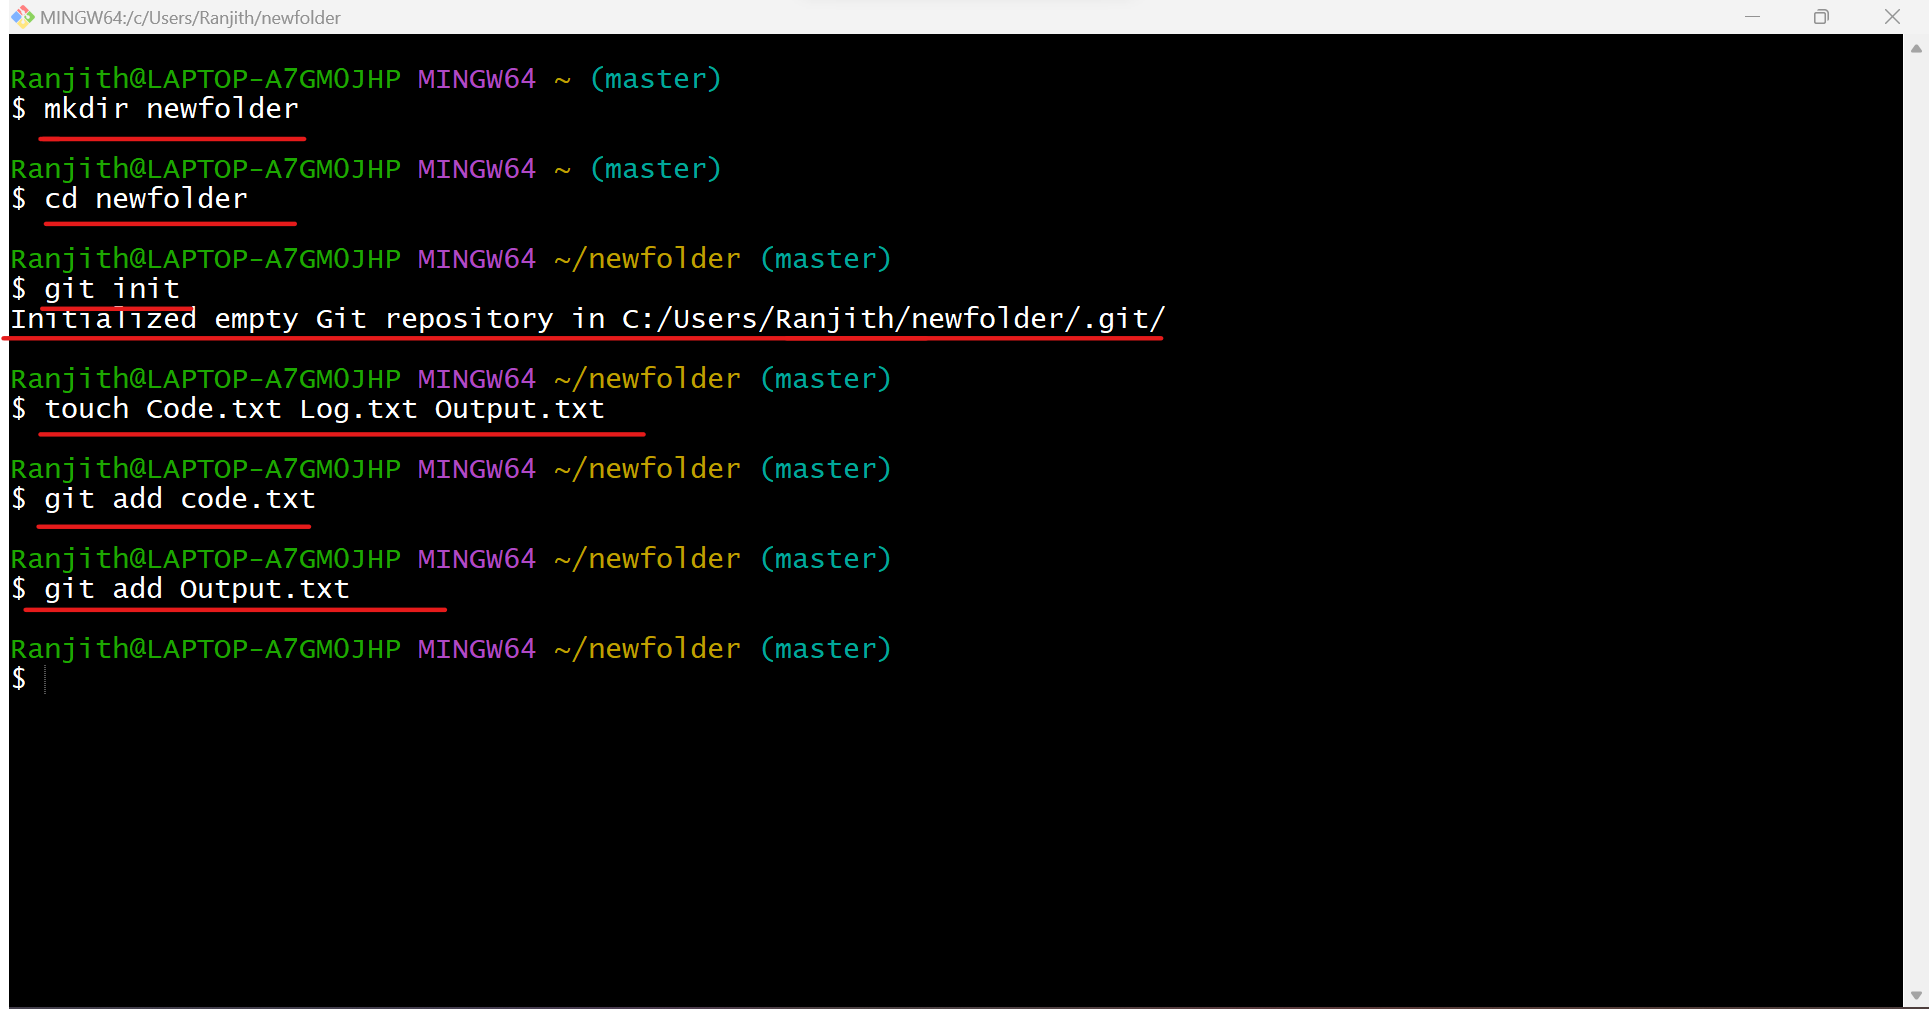 MINGW64:/c/Users/Ranjith/newfolder
Ranjith@LAPTOP-A7GMOJHP MINGW64 ~ (master)
$ mkdir newfolder
Ranjith@LAPTOP-A7GMOJHP MINGW64 ~ (master)
$ cd newfolder
Ranjith@LAPTOP-A7GMOJHP MINGW64 ~/newfolder (master)
$ git init
Initialized empty Git repository in C:/Users/Ranjith/newfolder/.git/
Ranjith@LAPTOP-A7GMOJHP MINGW64 ~/newfolder (master)
$ touch Code.txt Log.txt Output.txt
Ranjith@LAPTOP-A7GMOJHP MINGW64 ~/newfolder (master)
$ git add code.txt
Ranjith@LAPTOP-A7GMOJHP MINGW64 ~/newfolder (master)
$ git add Output.txt
Ranjith@LAPTOP-A7GMOJHP MINGW64 ~/newfolder (master)
$